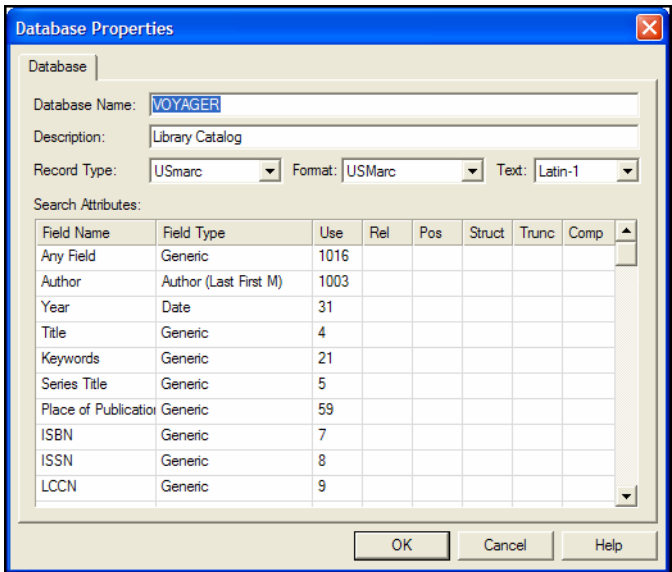 Database Properties
Database
Database Name: VOYAGER
Description: Library Catalog
Record Type: USmarc Format: USMarc Text: Latin-1
Search Attributes:
Field Name Field Type Use Rel Pos Struct Trunc Comp
Any Field Generic 1016
Author Author (Last First M) 1003
Year Date 31
Title Generic 4
Keywords Generic 21
Series Title Generic 5
Place of Publication Generic 59
ISBN Generic 7
ISSN Generic 8
LCCN Generic 9
OK Cancel Help